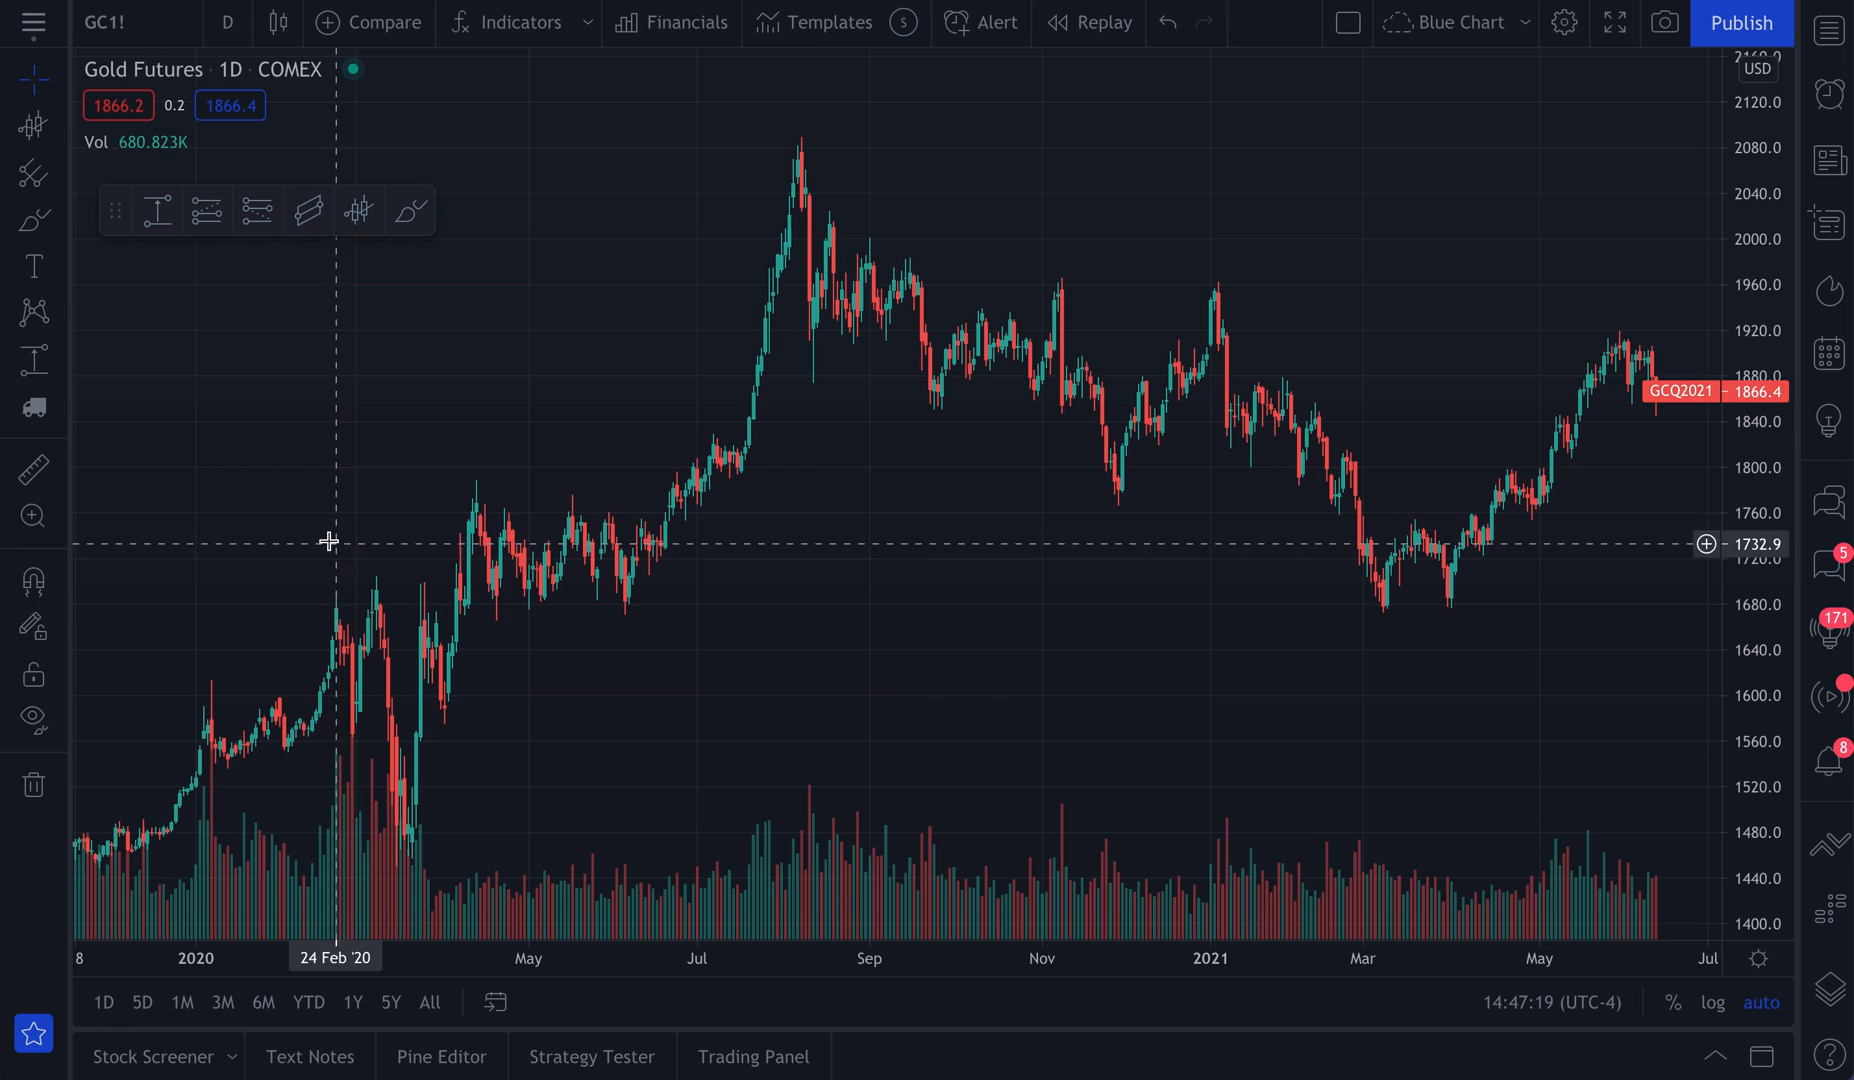 GC1! D Compare Indicators Financials Templates S Alert Replay Blue Chart Publish
Gold Futures · 1D · COMEX
1866.2 0.2 1866.4
Vol 680.823K
2160.0
USD
2120.0
2080.0
2040.0
2000.0
1960.0
1920.0
1880.0
GCQ2021 1866.4
1840.0
1800.0
1760.0
1732.9
1720.0
1680.0
1640.0
1600.0
1560.0
1520.0
1480.0
1440.0
1400.0
5
171
8
8 2020 24 Feb '20 May Jul Sep Nov 2021 Mar May Jul
1D 5D 1M 3M 6M YTD 1Y 5Y All 14:47:19 (UTC-4) % log auto
Stock Screener Text Notes Pine Editor Strategy Tester Trading Panel